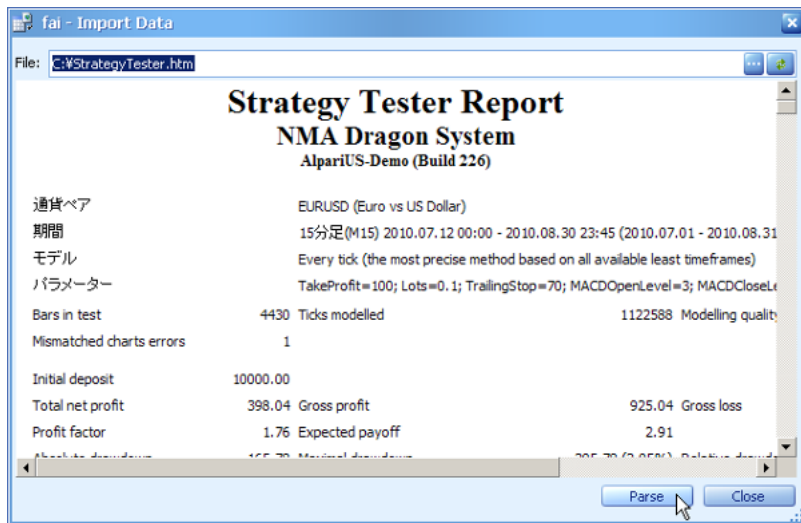 fai - Import Data
File: C:¥StrategyTester.htm
Strategy Tester Report
NMA Dragon System
AlpariUS-Demo (Build 226)
通貨ペア EURUSD (Euro vs US Dollar)
期間 15分足(M15) 2010.07.12 00:00 - 2010.08.30 23:45 (2010.07.01 - 2010.08.31
モデル Every tick (the most precise method based on all available least timeframes)
パラメーター TakeProfit=100; Lots=0.1; TrailingStop=70; MACDOpenLevel=3; MACDCloseLe
Bars in test 4430 Ticks modelled 1122588 Modelling quality
Mismatched charts errors 1
Initial deposit 10000.00
Total net profit 398.04 Gross profit 925.04 Gross loss
Profit factor 1.76 Expected payoff 2.91
Parse Close